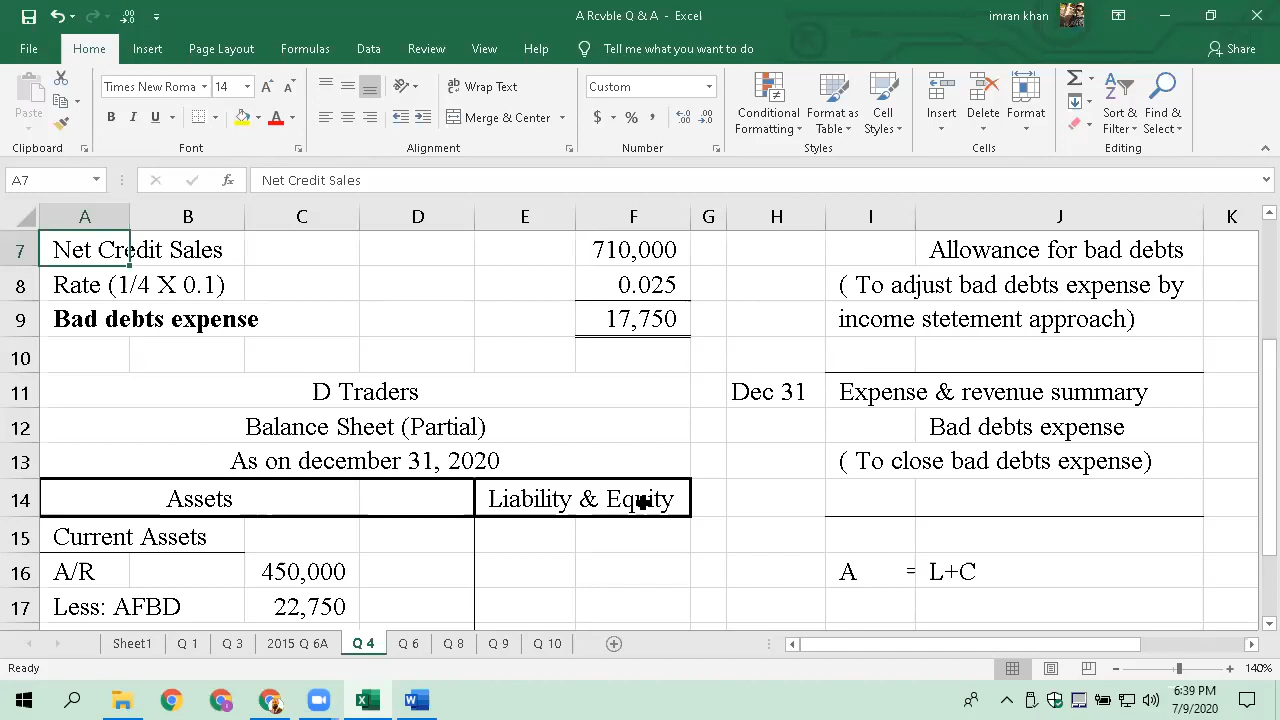 A Rcvble Q & A - Excel
imran khan
File Home Insert Page Layout Formulas Data Review View Help Tell me what you want to do Share
Paste
Times New Roma 14
B I U
Wrap Text
Merge & Center
Custom
$ % ,
Conditional Formatting
Format as Table
Cell Styles
Insert Delete Format
Sort & Filter
Find & Select
Clipboard Font Alignment Number Styles Cells Editing
A7 fx Net Credit Sales
A B C D E F G H I J K
7 Net Credit Sales 710,000 Allowance for bad debts
8 Rate (1/4 X 0.1) 0.025 ( To adjust bad debts expense by
9 Bad debts expense 17,750 income stetement approach)
10
11 D Traders Dec 31 Expense & revenue summary
12 Balance Sheet (Partial) Bad debts expense
13 As on december 31, 2020 ( To close bad debts expense)
14 Assets Liability & Equity
15 Current Assets
16 A/R 450,000 A = L+C
17 Less: AFBD 22,750
Sheet1 Q 1 Q 3 2015 Q 6A Q 4 Q 6 Q 8 Q 9 Q 10
Ready 140%
6:39 PM
7/9/2020